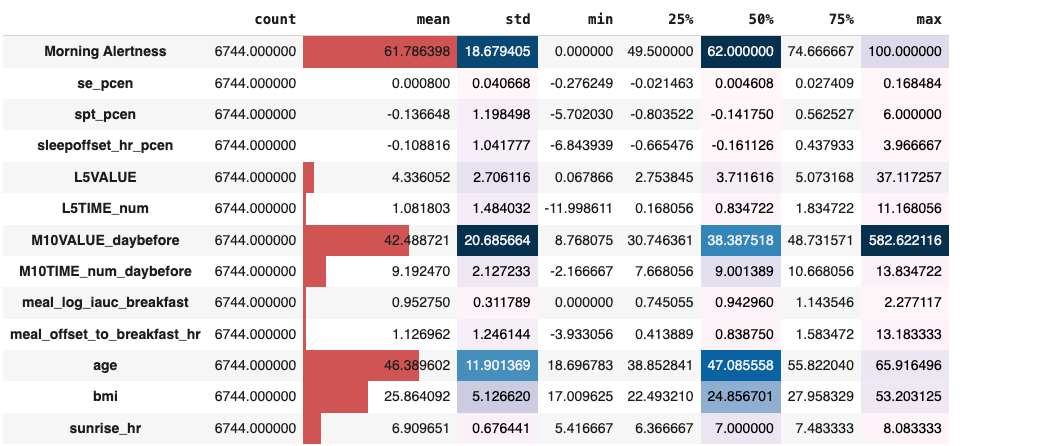 count mean std min 25% 50% 75% max
Morning Alertness 6744.000000 61.786398 18.679405 0.000000 49.500000 62.000000 74.666667 100.000000
se_pcen 6744.000000 0.000800 0.040668 -0.276249 -0.021463 0.004608 0.027409 0.168484
spt_pcen 6744.000000 -0.136648 1.198498 -5.702030 -0.803522 -0.141750 0.562527 6.000000
sleepoffset_hr_pcen 6744.000000 -0.108816 1.041777 -6.843939 -0.665476 -0.161126 0.437933 3.966667
L5VALUE 6744.000000 4.336052 2.706116 0.067866 2.753845 3.711616 5.073168 37.117257
L5TIME_num 6744.000000 1.081803 1.484032 -11.998611 0.168056 0.834722 1.834722 11.168056
M10VALUE_daybefore 6744.000000 42.488721 20.685664 8.768075 30.746361 38.387518 48.731571 582.622116
M10TIME_num_daybefore 6744.000000 9.192470 2.127233 -2.166667 7.668056 9.001389 10.668056 13.834722
meal_log_iauc_breakfast 6744.000000 0.952750 0.311789 0.000000 0.745055 0.942960 1.143546 2.277117
meal_offset_to_breakfast_hr 6744.000000 1.126962 1.246144 -3.933056 0.413889 0.838750 1.583472 13.183333
age 6744.000000 46.389602 11.901369 18.696783 38.852841 47.085558 55.822040 65.916496
bmi 6744.000000 25.864092 5.126620 17.009625 22.493210 24.856701 27.958329 53.203125
sunrise_hr 6744.000000 6.909651 0.676441 5.416667 6.366667 7.000000 7.483333 8.083333